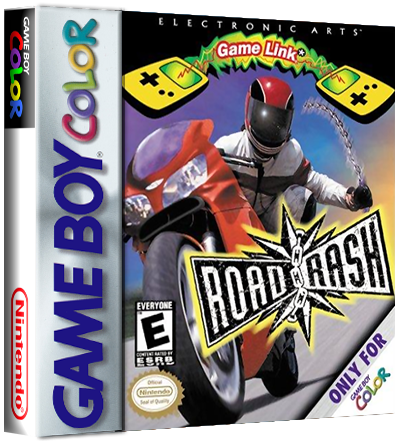 GAME BOY
COLOR
Nintendo
GAME BOY COLOR
ELECTRONIC ARTS™
Game Link®
ROAD RASH
EVERYONE
E
CONTENT RATED BY
ESRB
Official
Nintendo
Seal of Quality
ONLY FOR
GAME BOY
COLOR